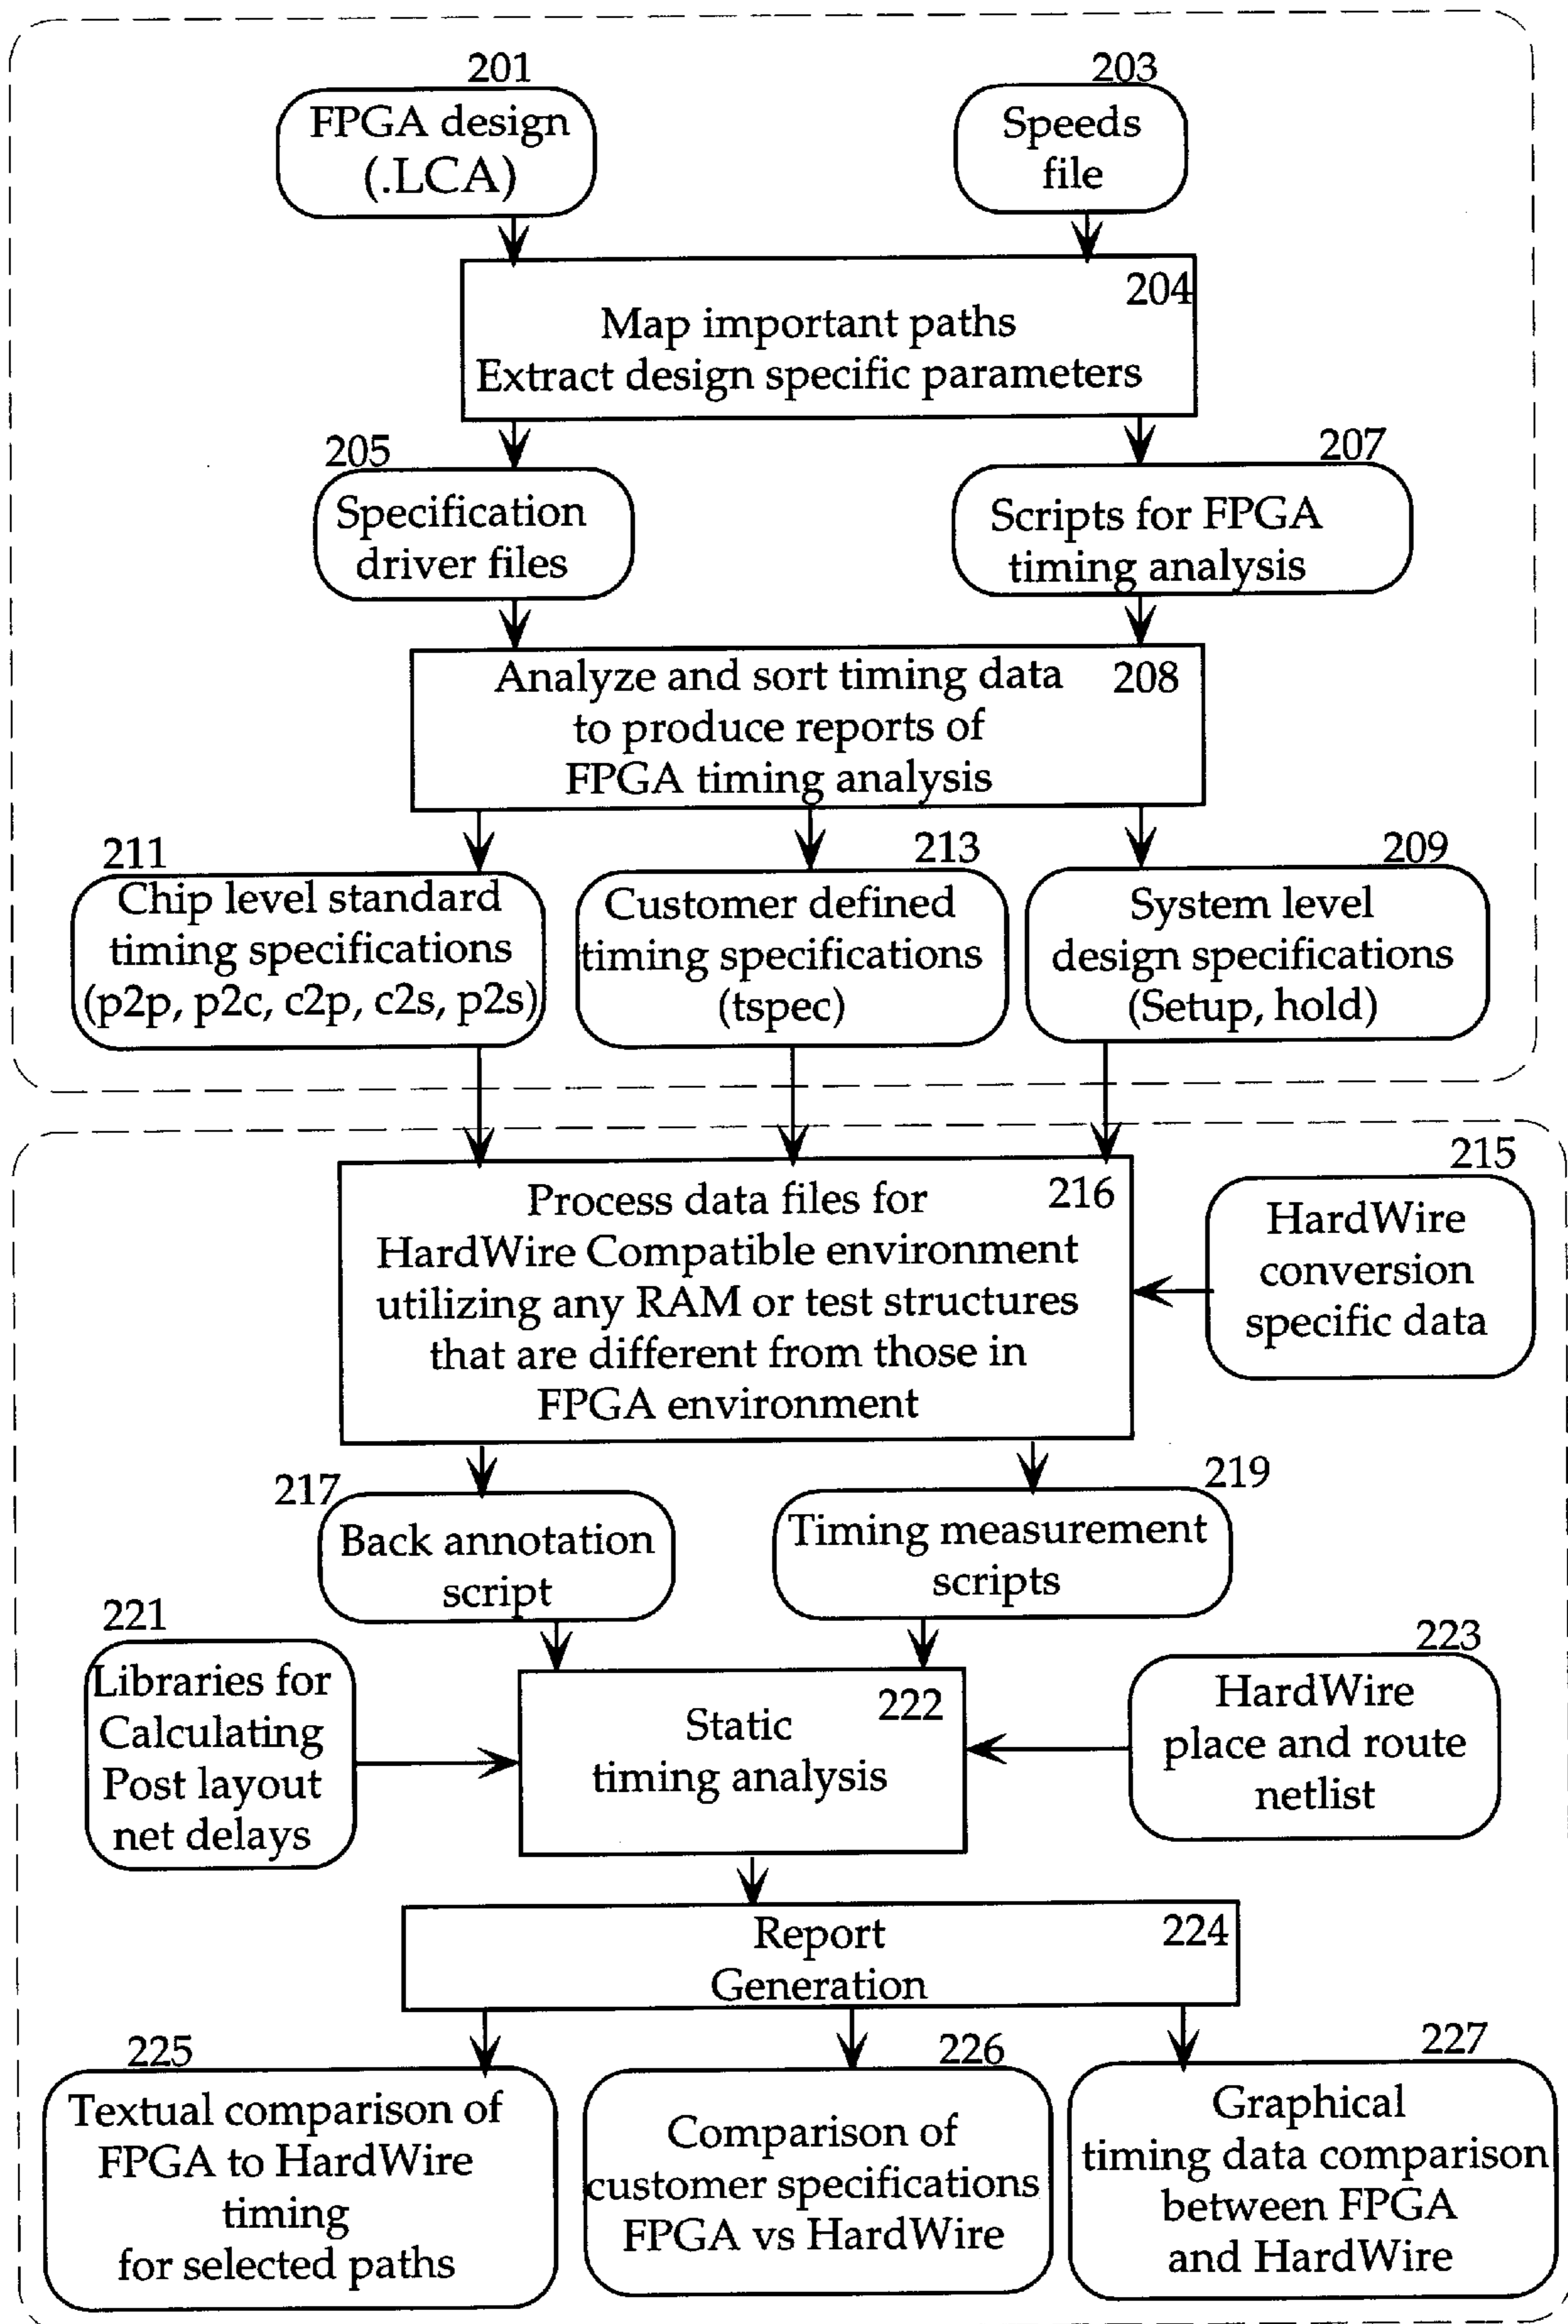 201
FPGA design
(.LCA)
203
Speeds
file
204
Map important paths
Extract design specific parameters
205
Specification
driver files
207
Scripts for FPGA
timing analysis
208
Analyze and sort timing data
to produce reports of
FPGA timing analysis
211
Chip level standard
timing specifications
(p2p, p2c, c2p, c2s, p2s)
213
Customer defined
timing specifications
(tspec)
209
System level
design specifications
(Setup, hold)
216
Process data files for
HardWire Compatible environment
utilizing any RAM or test structures
that are different from those in
FPGA environment
215
HardWire
conversion
specific data
217
Back annotation
script
219
Timing measurement
scripts
221
Libraries for
Calculating
Post layout
net delays
222
Static
timing analysis
223
HardWire
place and route
netlist
224
Report
Generation
225
Textual comparison of
FPGA to HardWire
timing
for selected paths
226
Comparison of
customer specifications
FPGA vs HardWire
227
Graphical
timing data comparison
between FPGA
and HardWire